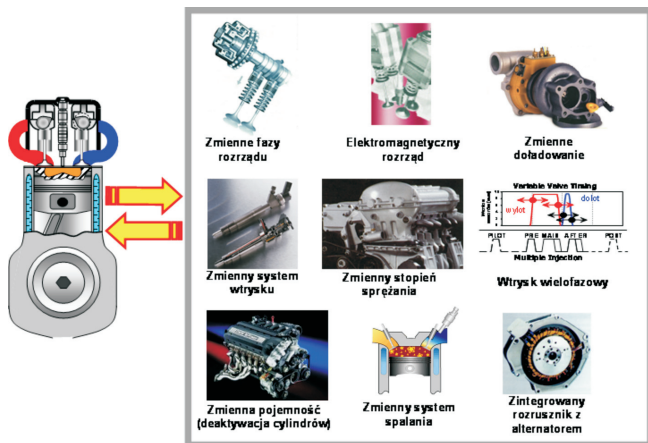 Zmienne fazy
rozrządu
Elektromagnetyczny
rozrząd
Zmienne
doładowanie
Zmienny system
wtrysku
Zmienny stopień
sprężania
Variable Valve Timing
wylot
dolot
PILOT PRE MAIN AFTER POST
Multiple Injection
Wtrysk wielofazowy
Zmienna pojemność
(deaktywacja cylindrów)
Zmienny system
spalania
Zintegrowany
rozrusznik z
alternatorem